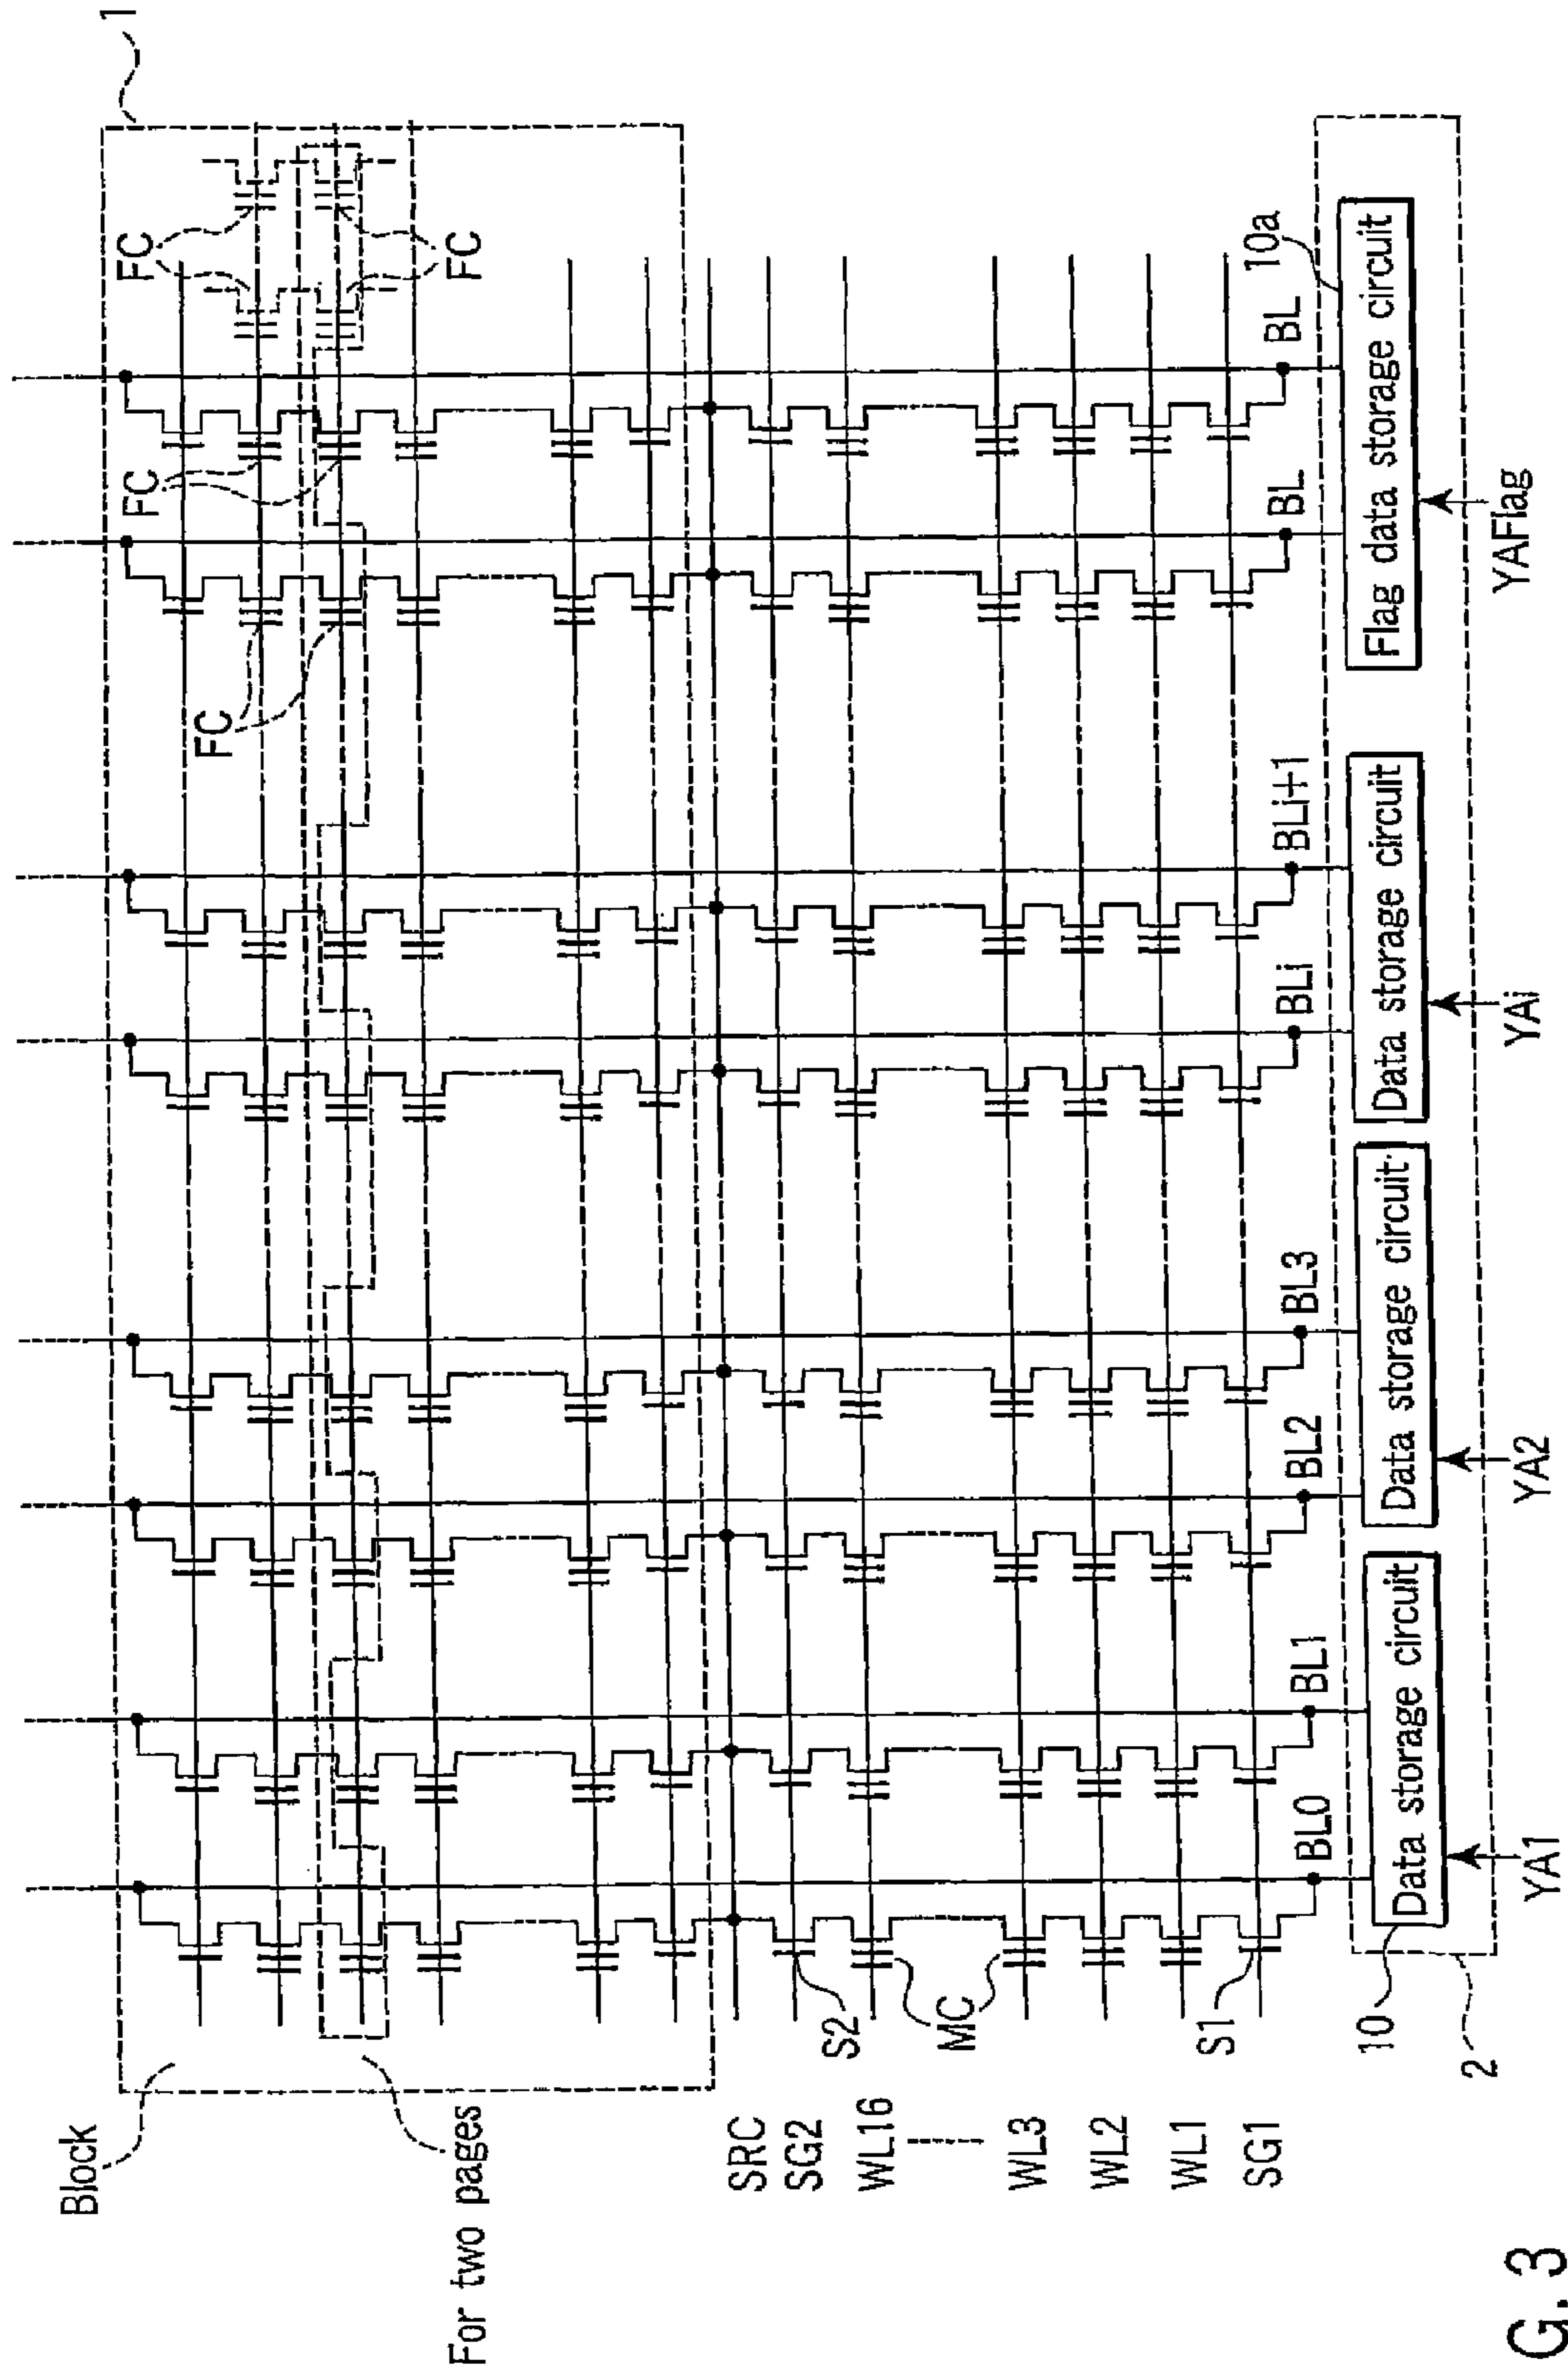 1
Block
For two pages
FC
FC
FC
FC
SRC
SG2
WL16
WL3
WL2
WL1
SG1
S2
MC
S1
BL0
BL1
BL2
BL3
BLi
BLi+1
BL
BL
10
Data storage circuit
Data storage circuit
Data storage circuit
Flag data storage circuit
10a
2
YA1
YA2
YAi
YAFlag
G. 3